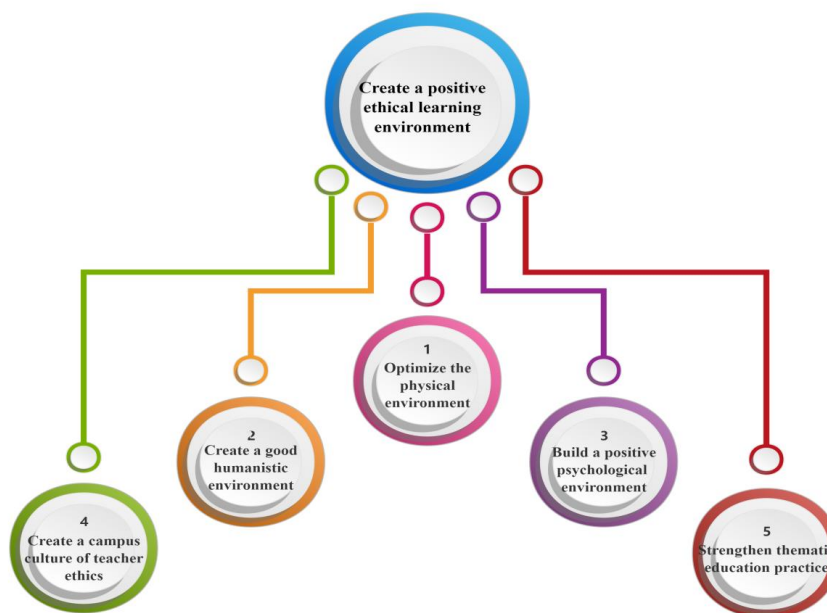 Create a positive
ethical learning
environment
1
Optimize the
physical
environment
2
Create a good
humanistic
environment
3
Build a positive
psychological
environment
4
Create a campus
culture of teacher
ethics
5
Strengthen themati
education practice